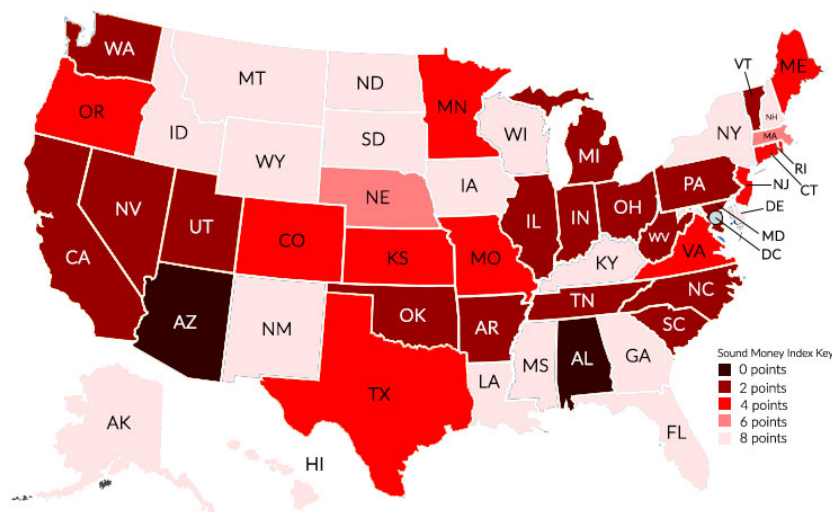 WA
MT
ND
MN
VT
ME
OR
ID
SD
WI
NY
NH
MA
WY
MI
RI
CT
IA
PA
NJ
NE
NV
UT
IL
IN
OH
DE
CA
CO
KS
MO
WV
VA
MD
DC
KY
AZ
NM
OK
AR
TN
NC
SC
TX
LA
MS
AL
GA
FL
AK
HI
Sound Money Index Key
0 points
2 points
4 points
6 points
8 points